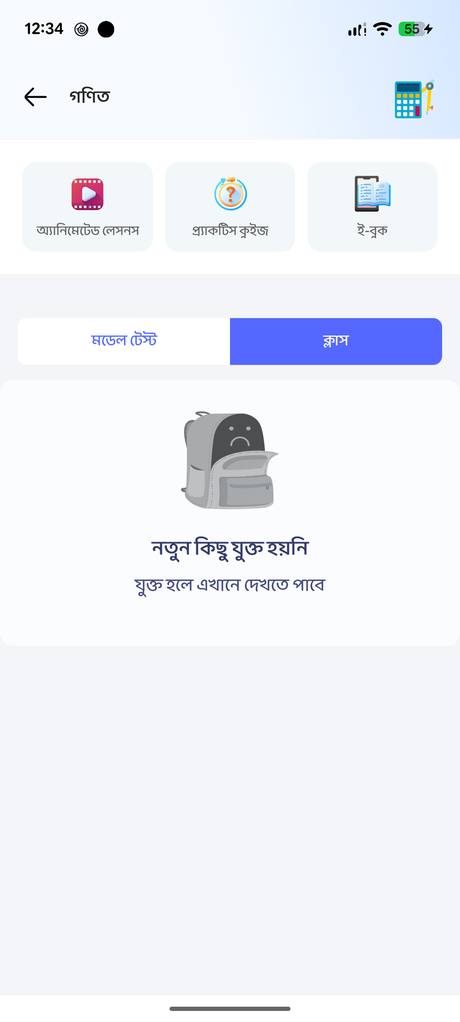 12:34
55
গণিত
অ্যানিমেটেড লেসনস
প্র্যাকটিস কুইজ
ই-বুক
মডেল টেস্ট
ক্লাস
নতুন কিছু যুক্ত হয়নি
যুক্ত হলে এখানে দেখতে পাবে